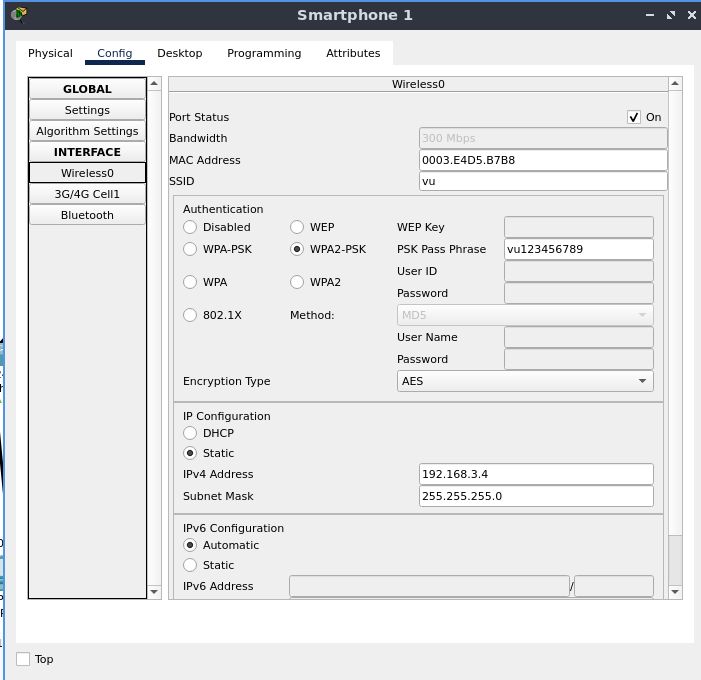 Smartphone 1
Physical Config Desktop Programming Attributes
GLOBAL
Settings
Algorithm Settings
INTERFACE
Wireless0
3G/4G Cell1
Bluetooth
Wireless0
Port Status On
Bandwidth 300 Mbps
MAC Address 0003.E4D5.B7B8
SSID vu
Authentication
Disabled WEP WEP Key
WPA-PSK WPA2-PSK PSK Pass Phrase vu123456789
User ID
WPA WPA2
Password
802.1X Method: MD5
User Name
Password
Encryption Type AES
IP Configuration
DHCP
Static
IPv4 Address 192.168.3.4
Subnet Mask 255.255.255.0
IPv6 Configuration
Automatic
Static
IPv6 Address /
Top